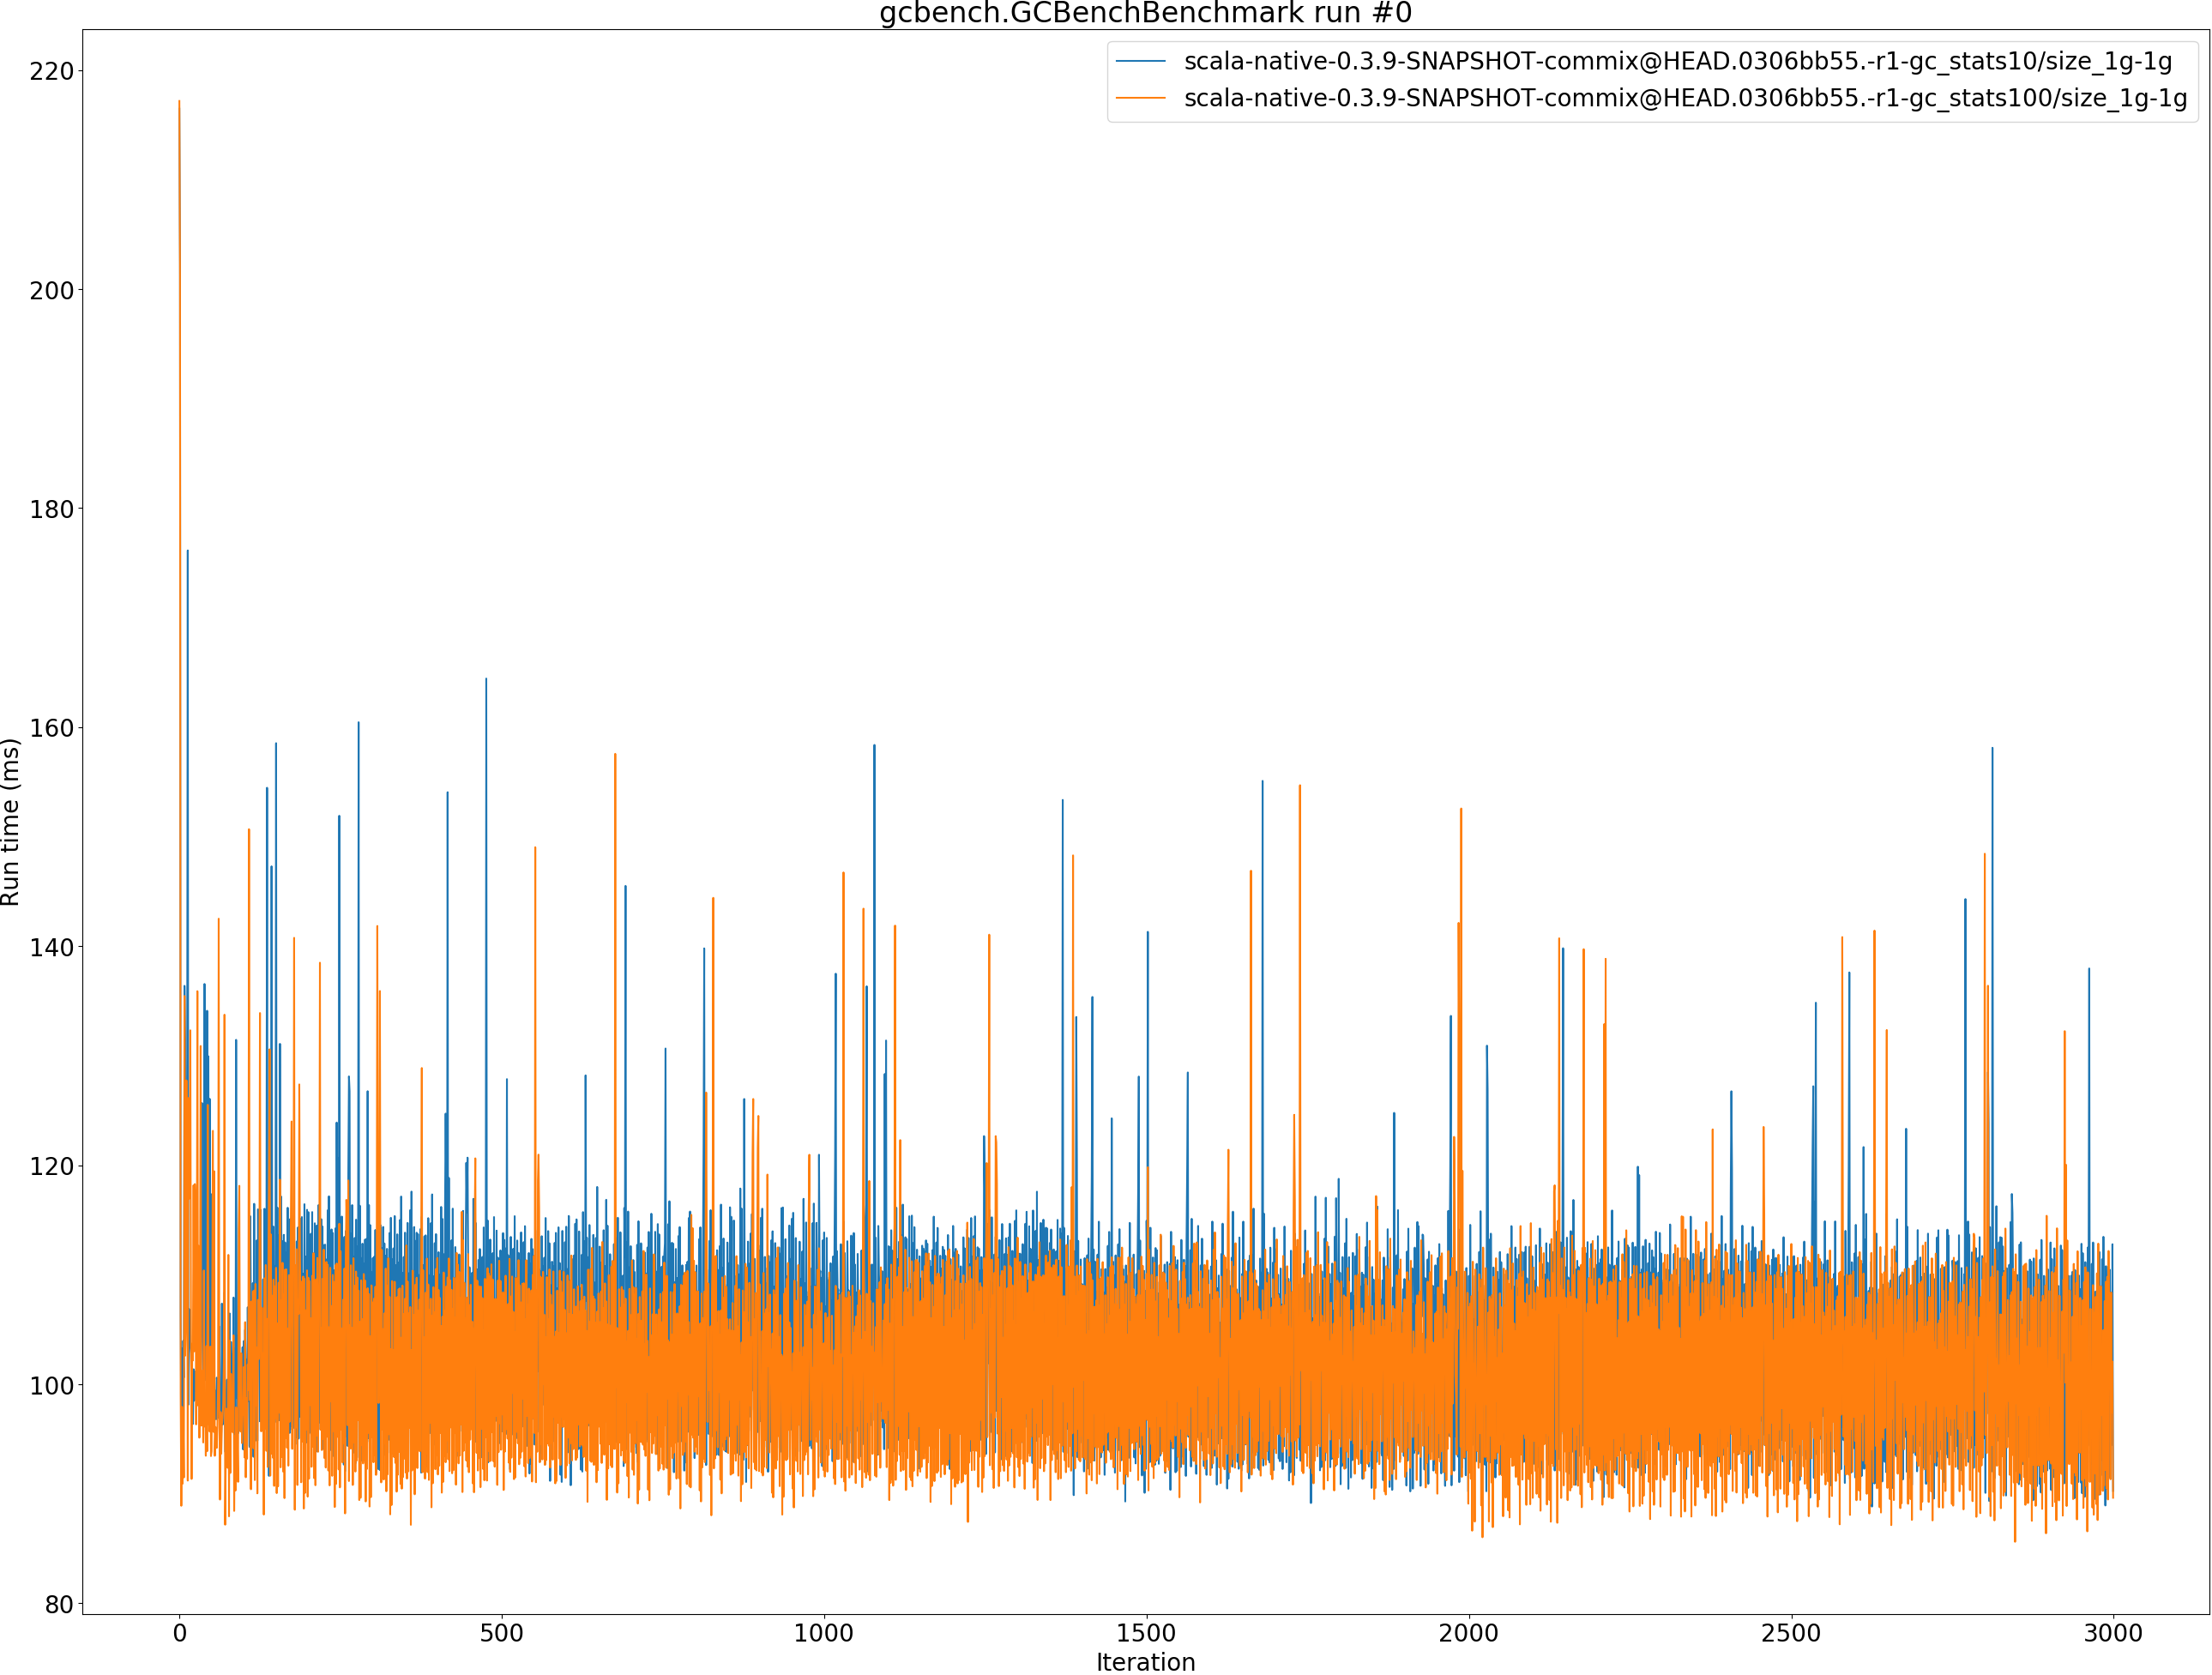 gcbench.GCBenchBenchmark run #0
scala-native-0.3.9-SNAPSHOT-commix@HEAD.0306bb55.-r1-gc_stats10/size_1g-1g
scala-native-0.3.9-SNAPSHOT-commix@HEAD.0306bb55.-r1-gc_stats100/size_1g-1g
220
200
180
160
140
120
100
80
Run time (ms)
0 500 1000 1500 2000 2500 3000
Iteration